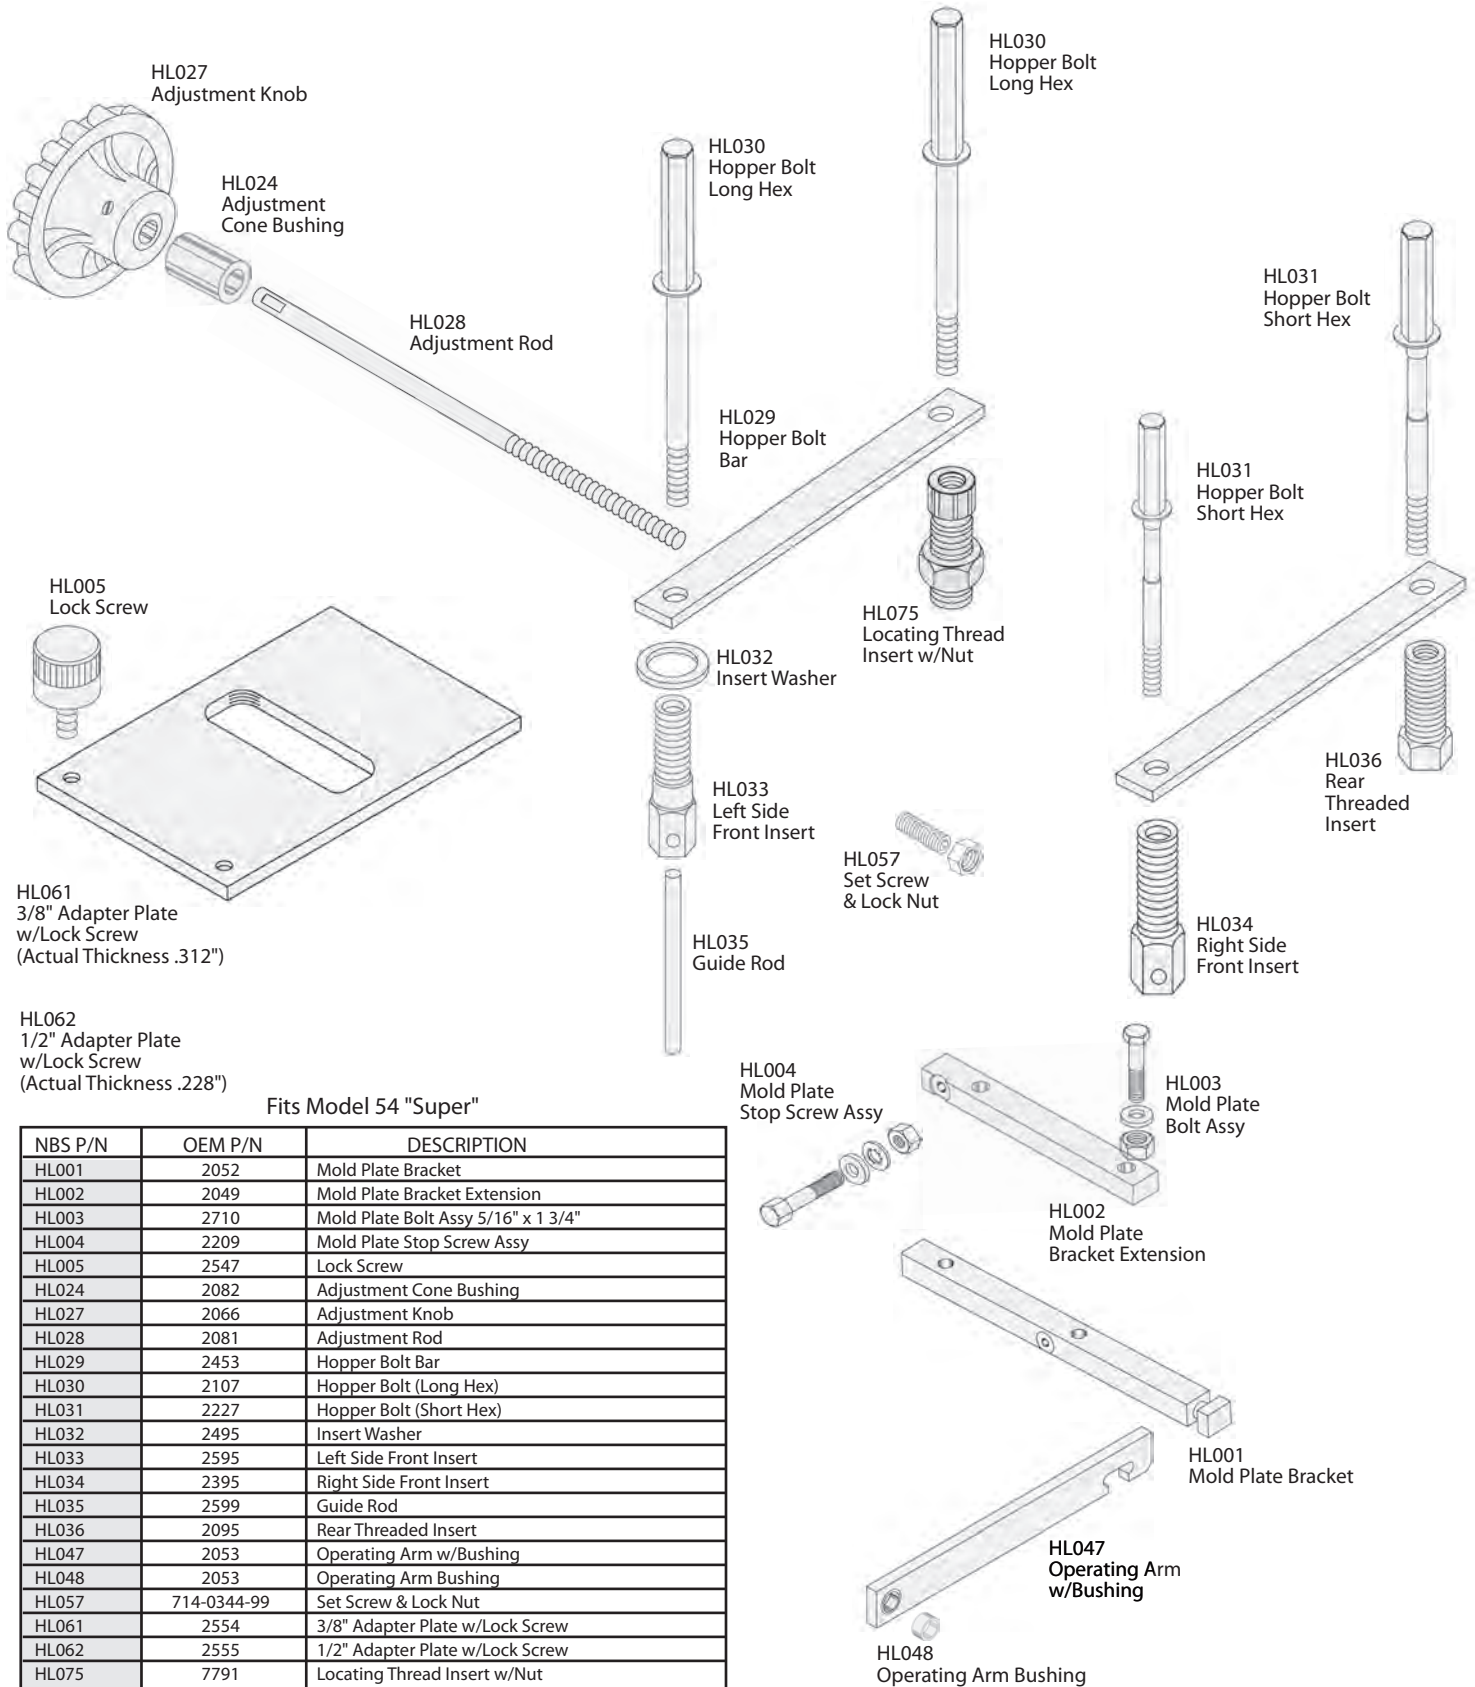 HL027
Adjustment Knob
HL024
Adjustment
Cone Bushing
HL028
Adjustment Rod
HL030
Hopper Bolt
Long Hex
HL030
Hopper Bolt
Long Hex
HL029
Hopper Bolt
Bar
HL031
Hopper Bolt
Short Hex
HL031
Hopper Bolt
Short Hex
HL005
Lock Screw
HL075
Locating Thread
Insert w/Nut
HL032
Insert Washer
HL033
Left Side
Front Insert
HL036
Rear
Threaded
Insert
HL057
Set Screw
& Lock Nut
HL061
3/8" Adapter Plate
w/Lock Screw
(Actual Thickness .312")
HL035
Guide Rod
HL034
Right Side
Front Insert
HL062
1/2" Adapter Plate
w/Lock Screw
(Actual Thickness .228")
HL004
Mold Plate
Stop Screw Assy
HL003
Mold Plate
Bolt Assy
HL002
Mold Plate
Bracket Extension
HL001
Mold Plate Bracket
HL047
Operating Arm
w/Bushing
HL048
Operating Arm Bushing
Fits Model 54 "Super"
NBS P/N OEM P/N DESCRIPTION
HL001 2052 Mold Plate Bracket
HL002 2049 Mold Plate Bracket Extension
HL003 2710 Mold Plate Bolt Assy 5/16" x 1 3/4"
HL004 2209 Mold Plate Stop Screw Assy
HL005 2547 Lock Screw
HL024 2082 Adjustment Cone Bushing
HL027 2066 Adjustment Knob
HL028 2081 Adjustment Rod
HL029 2453 Hopper Bolt Bar
HL030 2107 Hopper Bolt (Long Hex)
HL031 2227 Hopper Bolt (Short Hex)
HL032 2495 Insert Washer
HL033 2595 Left Side Front Insert
HL034 2395 Right Side Front Insert
HL035 2599 Guide Rod
HL036 2095 Rear Threaded Insert
HL047 2053 Operating Arm w/Bushing
HL048 2053 Operating Arm Bushing
HL057 714-0344-99 Set Screw & Lock Nut
HL061 2554 3/8" Adapter Plate w/Lock Screw
HL062 2555 1/2" Adapter Plate w/Lock Screw
HL075 7791 Locating Thread Insert w/Nut